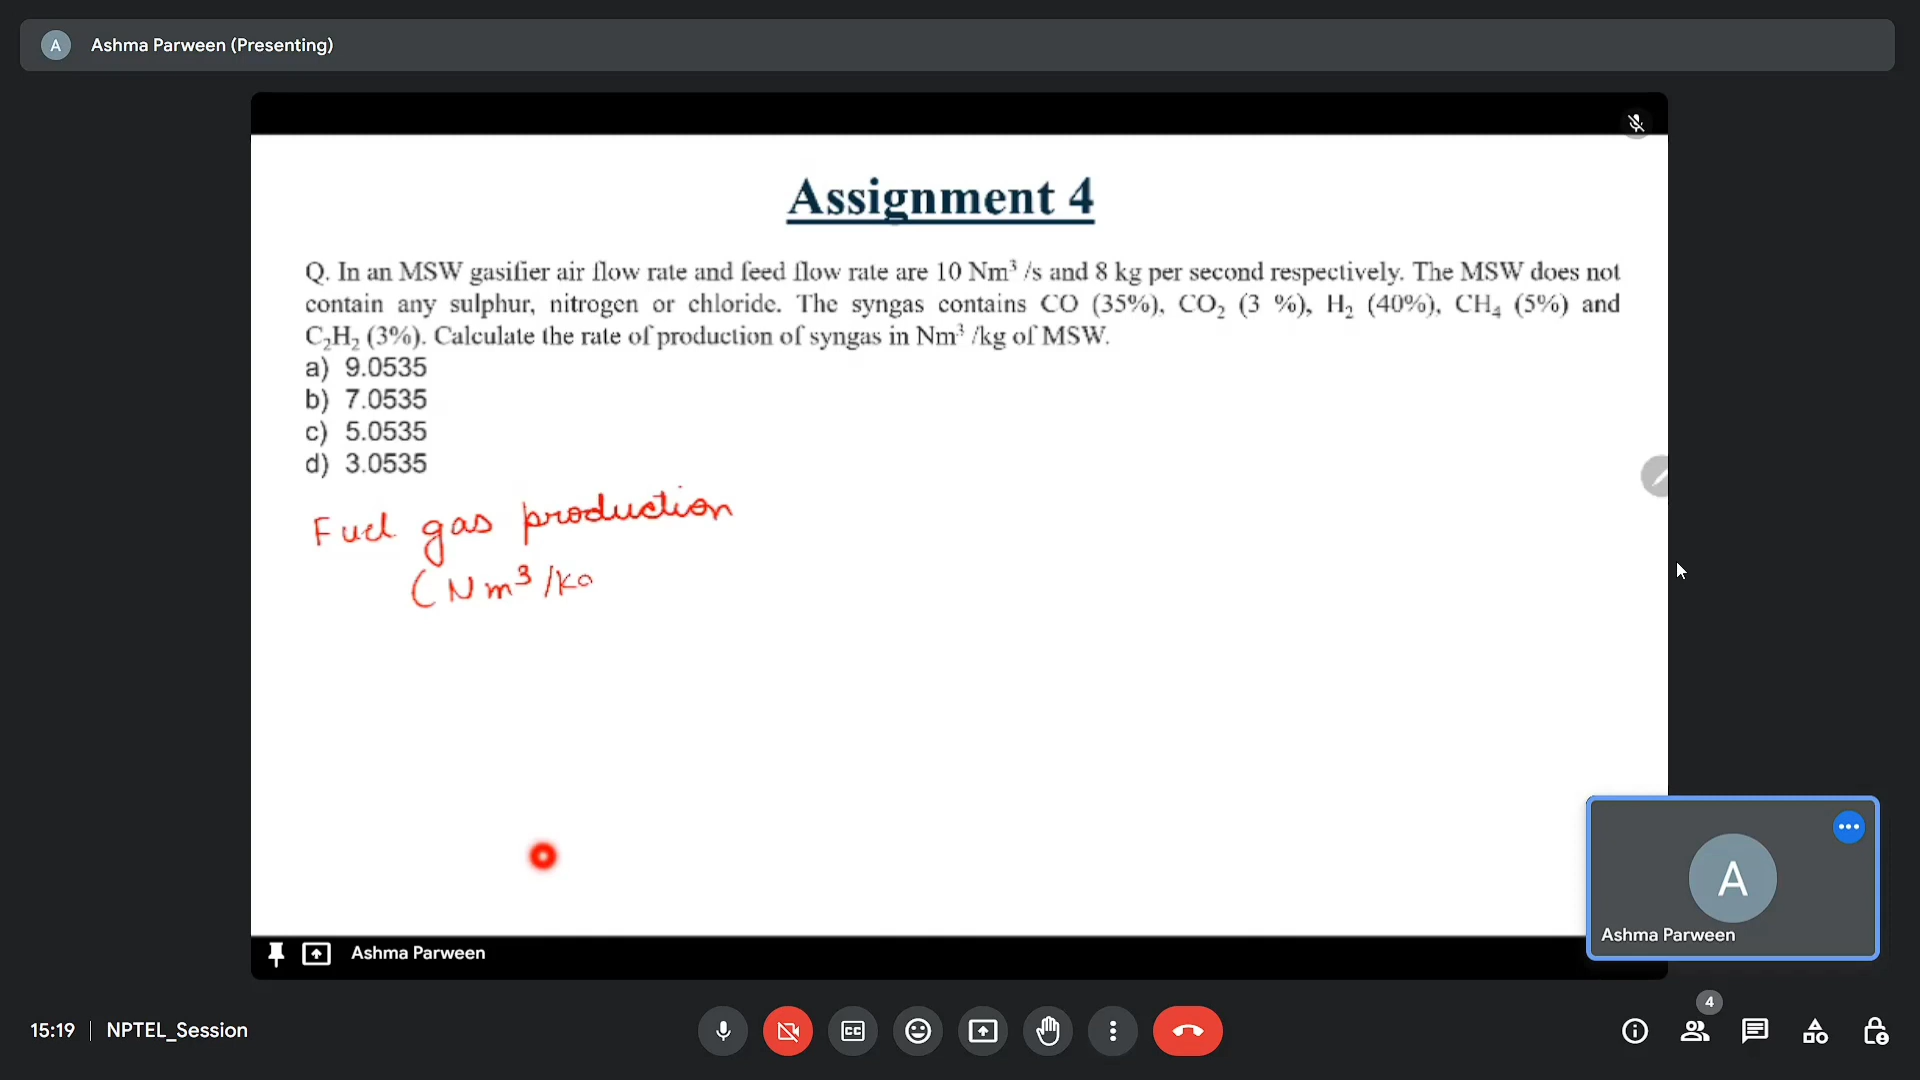 A Ashma Parween (Presenting)
Assignment 4
Q. In an MSW gasifier air flow rate and feed flow rate are 10 Nm³ /s and 8 kg per second respectively. The MSW does not
contain any sulphur, nitrogen or chloride. The syngas contains CO (35%), CO₂ (3 %), H₂ (40%), CH₄ (5%) and
C₂H₂ (3%). Calculate the rate of production of syngas in Nm³ /kg of MSW.
a) 9.0535
b) 7.0535
c) 5.0535
d) 3.0535
Fuel gas production
(Nm³/kg
A
Ashma Parween
Ashma Parween
4
15:19 | NPTEL_Session